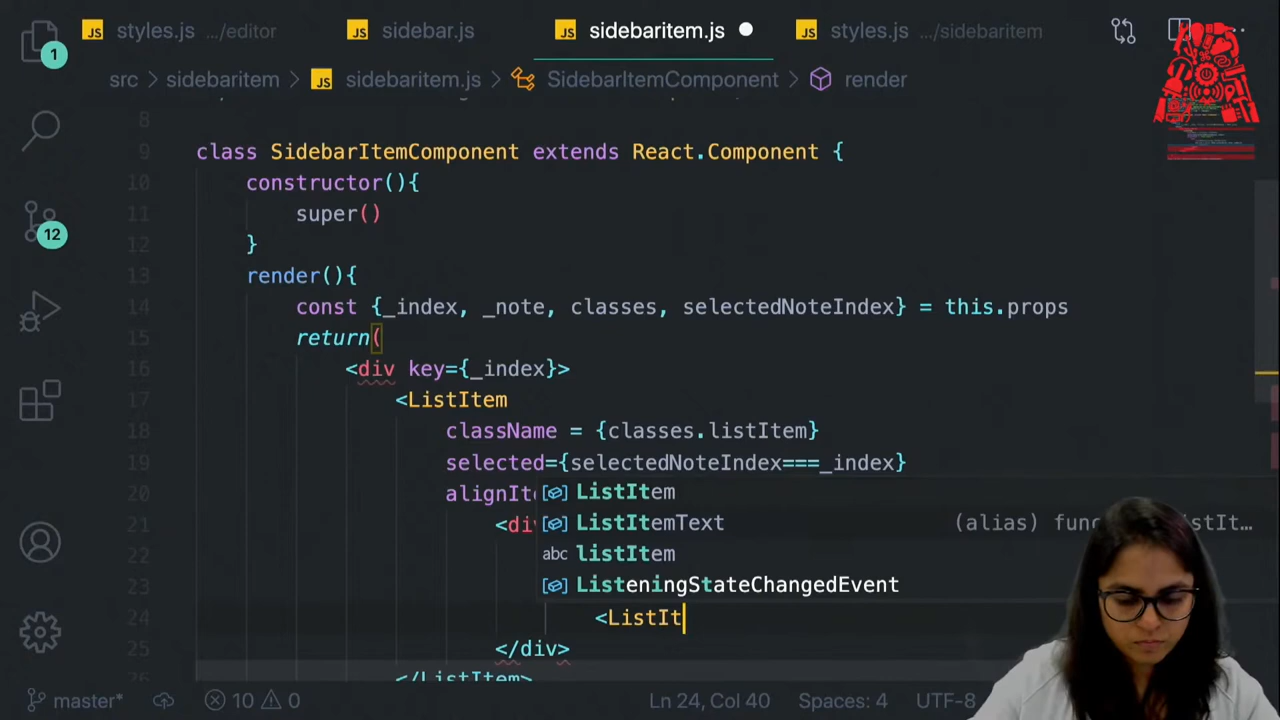 styles.js .../editor sidebar.js sidebaritem.js styles.js .../sidebaritem
1
src > sidebaritem > sidebaritem.js > SidebarItemComponent > render
8
9 class SidebarItemComponent extends React.Component {
10 constructor(){
11 super()
12 }
13 render(){
14 const {_index, _note, classes, selectedNoteIndex} = this.props
15 return(
16 <div key={_index}>
17 <ListItem
18 className = {classes.listItem}
19 selected={selectedNoteIndex===_index}
20 alignIte
ListItem
21 <div
ListItemText (alias) func ListIt…
22
abc listItem
23
ListeningStateChangedEvent
24 <ListIt
25 </div>
</ListItem>
12
master* 10 0 Ln 24, Col 40 Spaces: 4 UTF-8